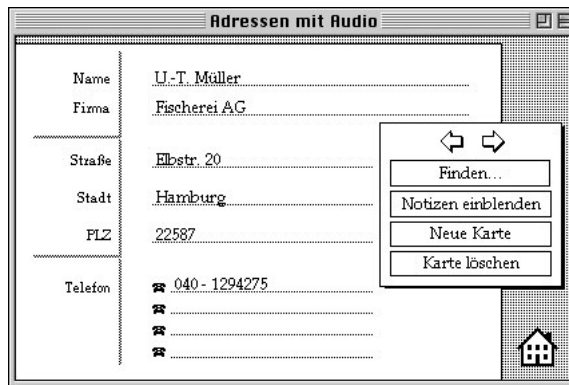 Adressen mit Audio
Name U.-T. Müller
Firma Fischerei AG
Straße Elbstr. 20
Stadt Hamburg
PLZ 22587
Telefon 040 - 1294275
Finden...
Notizen einblenden
Neue Karte
Karte löschen